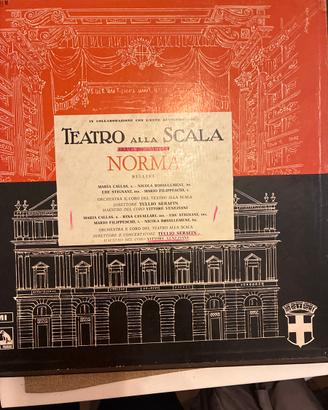 IN COLLABORAZIONE CON L'ENTE AUTONOMO
TEATRO ALLA SCALA
NORMA
BELLINI
MARIA CALLAS, s. - NICOLA ROSSI-LEMENI, bs.
EBE STIGNANI, ms. - MARIO FILIPPESCHI, t.
ORCHESTRA E CORO DEL TEATRO ALLA SCALA
DIRETTORE TULLIO SERAFIN
MAESTRO DEL CORO VITTORE VENEZIANI
MARIA CALLAS, s. - RINA CAVALLARI, ms. - EBE STIGNANI, ms.
MARIO FILIPPESCHI, t. - NICOLA ROSSI-LEMENI, bs.
ORCHESTRA E CORO DEL TEATRO ALLA SCALA
DIRETTORE E CONCERTATORE TULLIO SERAFIN
MAESTRO DEL CORO VITTORE VENEZIANI